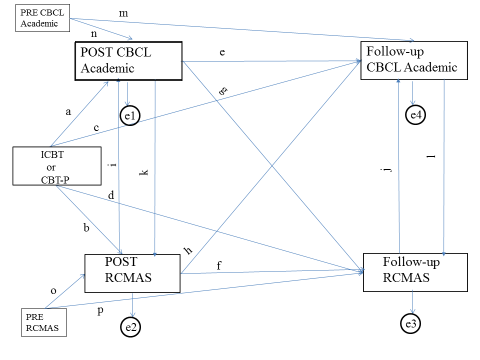 PRE CBCL
Academic
m
n
POST CBCL
Academic
e
Follow-up
CBCL Academic
a
c
g
e1
e4
ICBT
or
CBT-P
i
k
j
l
d
b
h
POST
RCMAS
f
Follow-up
RCMAS
o
p
PRE
RCMAS
e2
e3